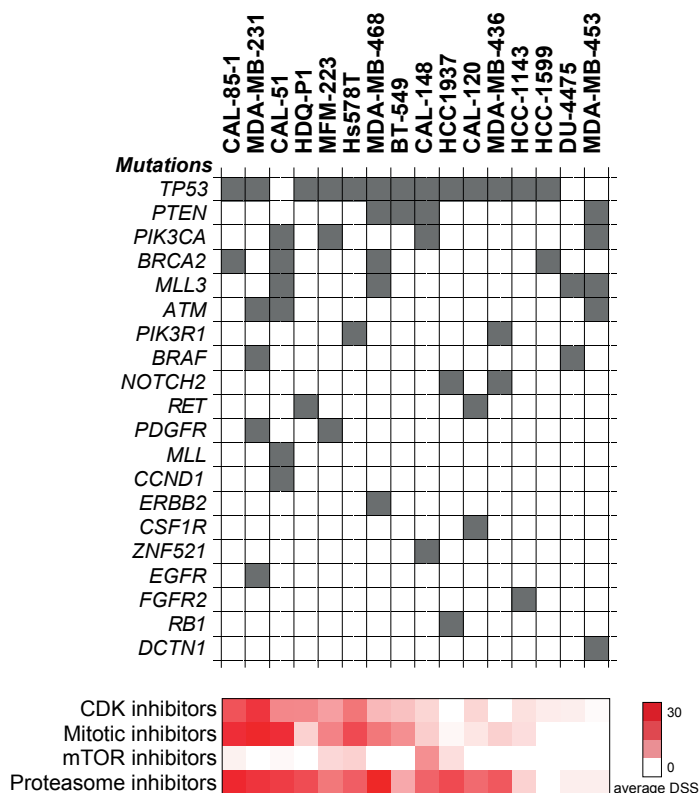 CAL-85-1
MDA-MB-231
CAL-51
HDQ-P1
MFM-223
Hs578T
MDA-MB-468
BT-549
CAL-148
HCC1937
CAL-120
MDA-MB-436
HCC-1143
HCC-1599
DU-4475
MDA-MB-453
Mutations
TP53
PTEN
PIK3CA
BRCA2
MLL3
ATM
PIK3R1
BRAF
NOTCH2
RET
PDGFR
MLL
CCND1
ERBB2
CSF1R
ZNF521
EGFR
FGFR2
RB1
DCTN1
CDK inhibitors
Mitotic inhibitors
mTOR inhibitors
Proteasome inhibitors
30
0
average DSS